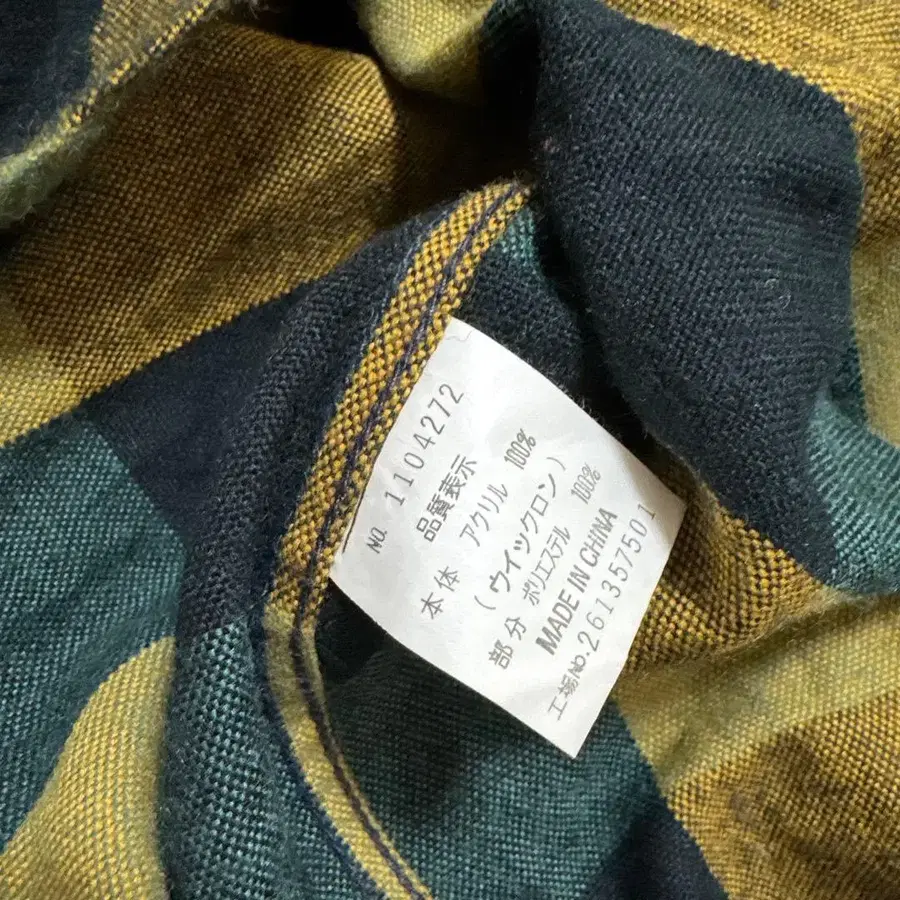 NO. 1104272
品質表示
本体 アクリル 100%
(ウイックロン)
部分 ポリエステル 100%
MADE IN CHINA
工場NO.261357501